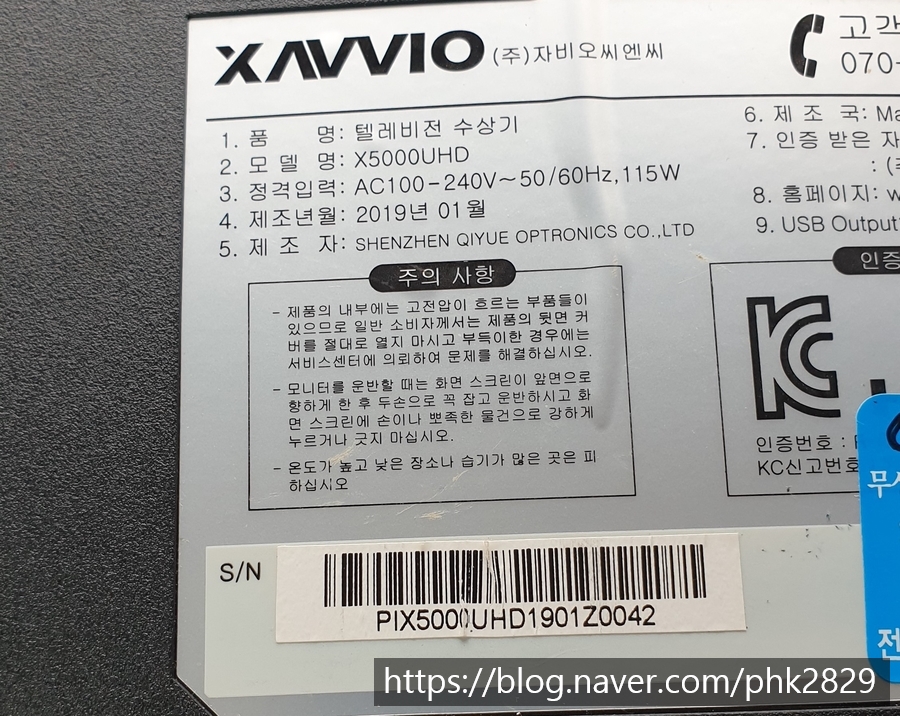 XAVVIO (주)자비오씨엔씨
고객
070-
1. 품 명: 텔레비전 수상기
2. 모 델 명: X5000UHD
3. 정격입력: AC100-240V~50/60Hz,115W
4. 제조년월: 2019년 01월
5. 제 조 자: SHENZHEN QIYUE OPTRONICS CO.,LTD
6. 제 조 국: Ma
7. 인증 받은 자
: (주
8. 홈페이지: w
9. USB Output
주의 사항
- 제품의 내부에는 고전압이 흐르는 부품들이
있으므로 일반 소비자께서는 제품의 뒷면 커
버를 절대로 열지 마시고 부득이한 경우에는
서비스센터에 의뢰하여 문제를 해결하십시오.
- 모니터를 운반할 때는 화면 스크린이 앞면으로
향하게 한 후 두손으로 꼭 잡고 운반하시고 화
면 스크린에 손이나 뾰족한 물건으로 강하게
누르거나 긋지 마십시오.
- 온도가 높고 낮은 장소나 습기가 많은 곳은 피
하십시오
인증
인증번호 :
KC신고번호
무
전
S/N
PIX5000UHD1901Z0042
https://blog.naver.com/phk2829